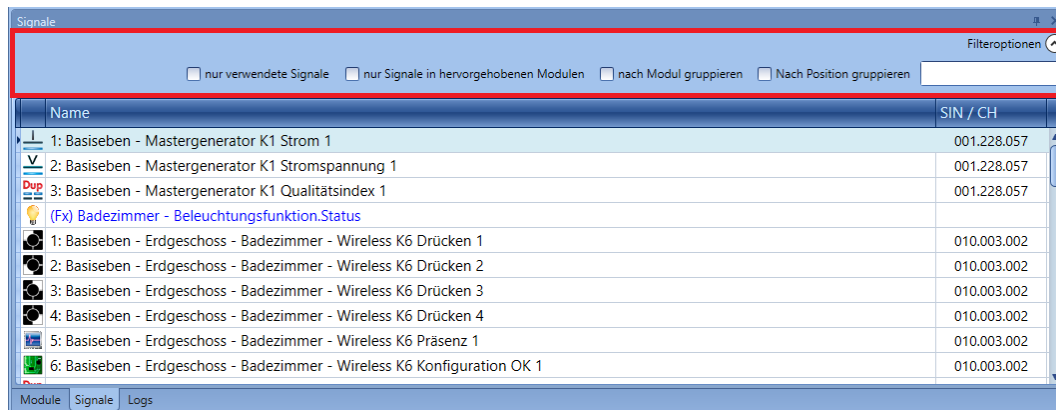 Signale
Filteroptionen
nur verwendete Signale nur Signale in hervorgehobenen Modulen nach Modul gruppieren Nach Position gruppieren
Name SIN / CH
1: Basiseben - Mastergenerator K1 Strom 1 001.228.057
V 2: Basiseben - Mastergenerator K1 Stromspannung 1 001.228.057
Dup 3: Basiseben - Mastergenerator K1 Qualitätsindex 1 001.228.057
(Fx) Badezimmer - Beleuchtungsfunktion.Status
1: Basiseben - Erdgeschoss - Badezimmer - Wireless K6 Drücken 1 010.003.002
2: Basiseben - Erdgeschoss - Badezimmer - Wireless K6 Drücken 2 010.003.002
3: Basiseben - Erdgeschoss - Badezimmer - Wireless K6 Drücken 3 010.003.002
4: Basiseben - Erdgeschoss - Badezimmer - Wireless K6 Drücken 4 010.003.002
5: Basiseben - Erdgeschoss - Badezimmer - Wireless K6 Präsenz 1 010.003.002
6: Basiseben - Erdgeschoss - Badezimmer - Wireless K6 Konfiguration OK 1 010.003.002
Dup
Module Signale Logs